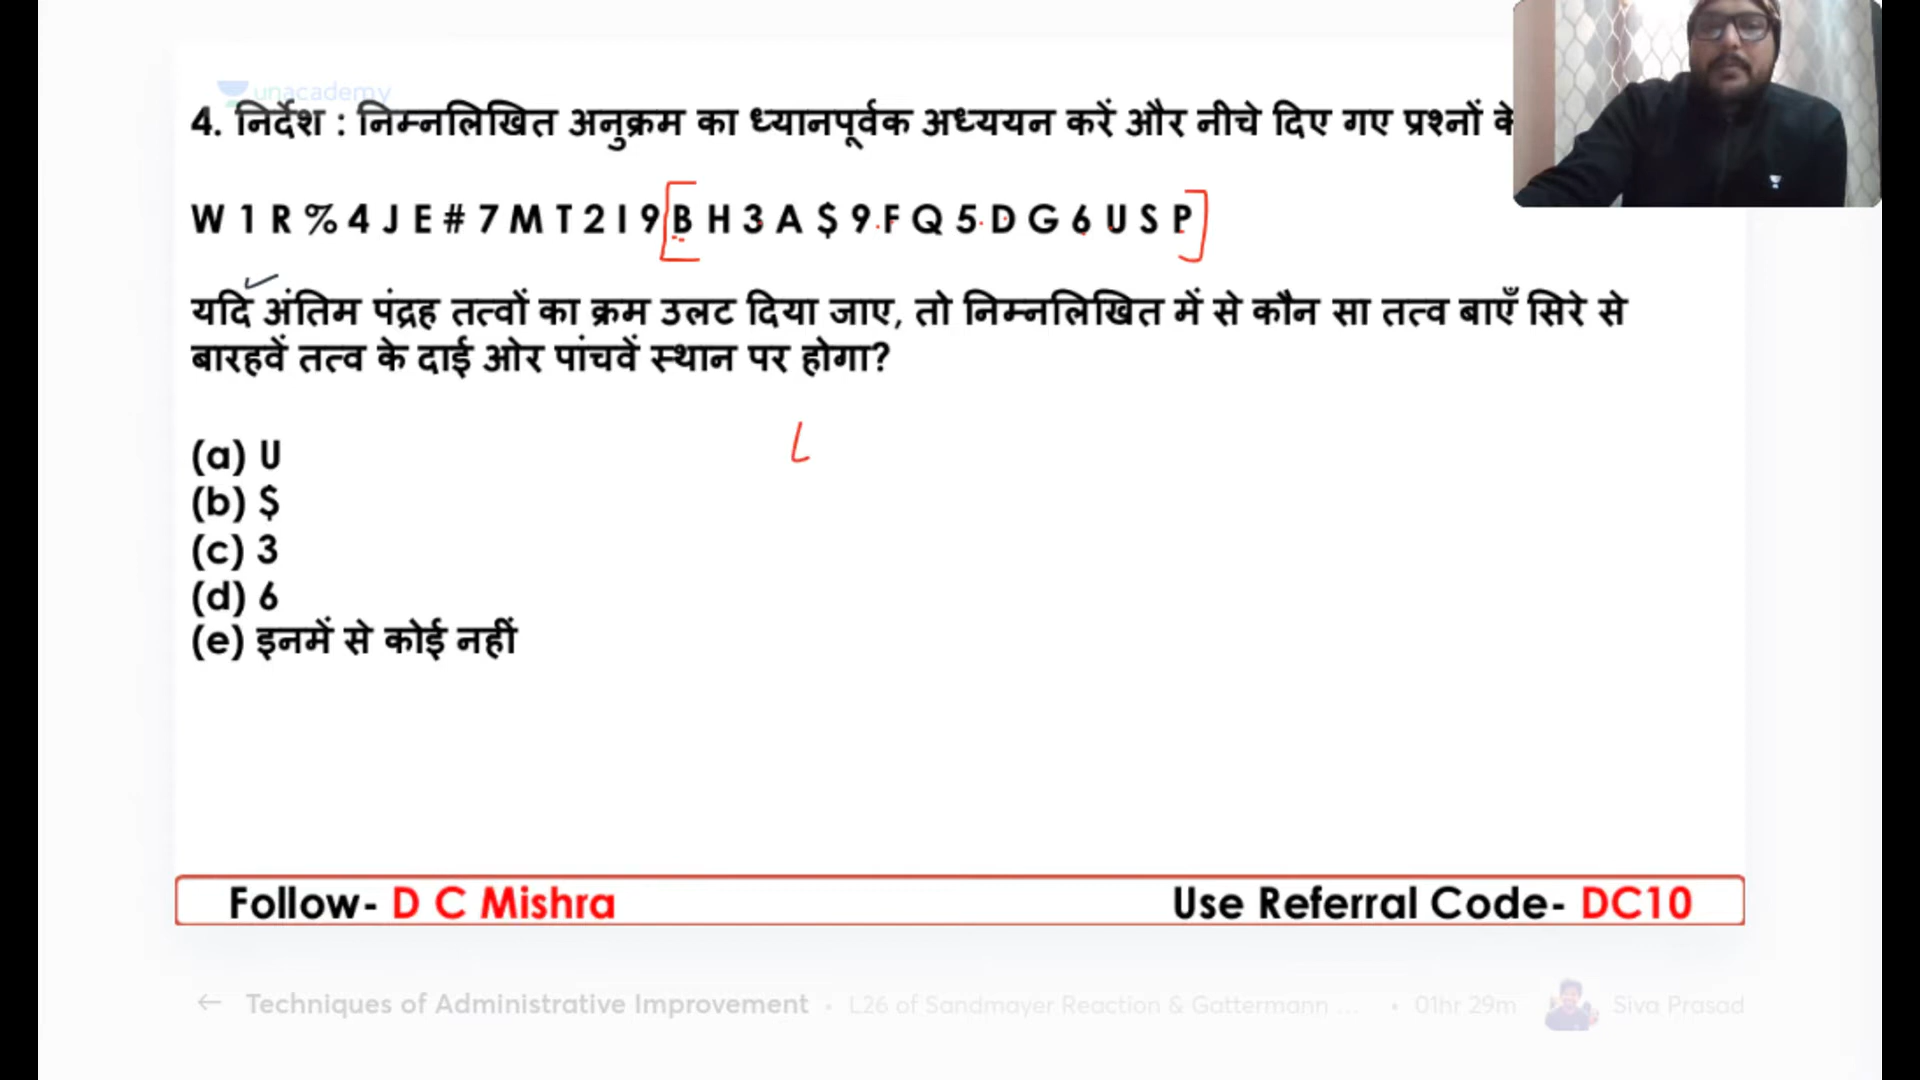 unacademy
4. निर्देश : निम्नलिखित अनुक्रम का ध्यानपूर्वक अध्ययन करें और नीचे दिए गए प्रश्नों के
W 1 R % 4 J E # 7 M T 2 I 9 B H 3 A $ 9 F Q 5 D G 6 U S P
यदि अंतिम पंद्रह तत्वों का क्रम उलट दिया जाए, तो निम्नलिखित में से कौन सा तत्व बाएँ सिरे से
बारहवें तत्व के दाई ओर पांचवें स्थान पर होगा?
L
(a) U
(b) $
(c) 3
(d) 6
(e) इनमें से कोई नहीं
Follow- D C Mishra Use Referral Code- DC10
← Techniques of Administrative Improvement • L26 of Sandmayer Reaction & Gattermann ... • 01hr 29m Siva Prasad